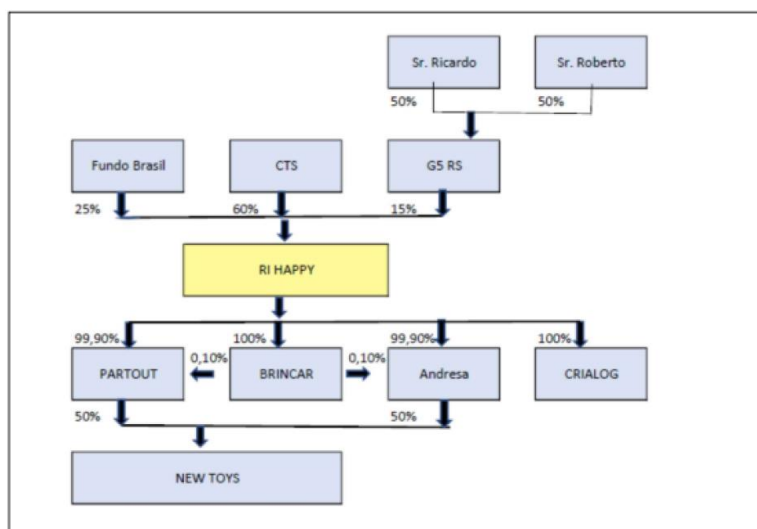 Sr. Ricardo
Sr. Roberto
50%
50%
Fundo Brasil
CTS
G5 RS
25%
60%
15%
RI HAPPY
99,90%
100%
99,90%
100%
PARTOUT
0,10%
BRINCAR
0,10%
Andresa
CRIALOG
50%
50%
NEW TOYS